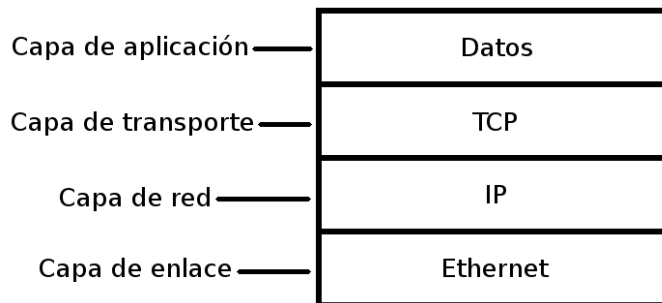 Capa de aplicación Datos
Capa de transporte TCP
Capa de red IP
Capa de enlace Ethernet